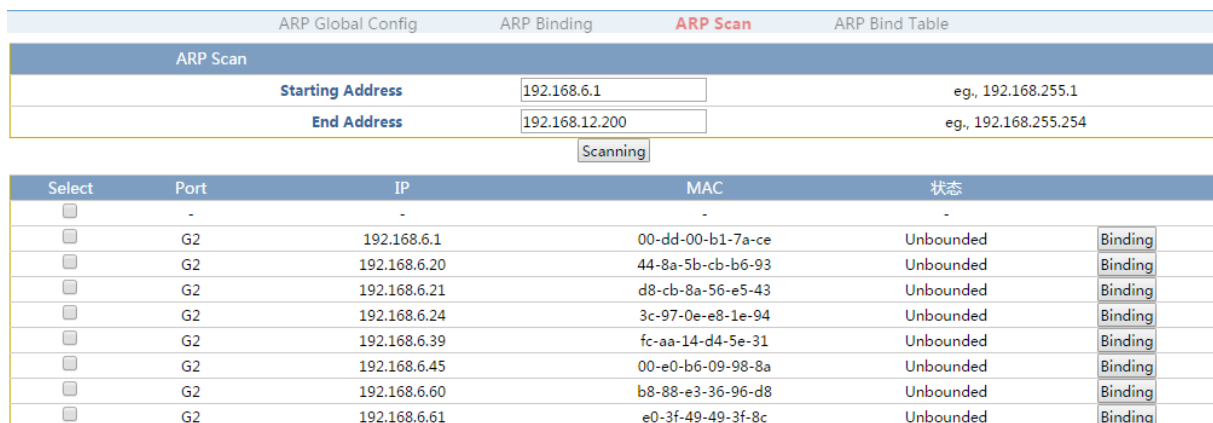 ARP Global Config ARP Binding ARP Scan ARP Bind Table
ARP Scan
Starting Address 192.168.6.1 eg., 192.168.255.1
End Address 192.168.12.200 eg., 192.168.255.254
Scanning
Select Port IP MAC 状态
- - - -
G2 192.168.6.1 00-dd-00-b1-7a-ce Unbounded Binding
G2 192.168.6.20 44-8a-5b-cb-b6-93 Unbounded Binding
G2 192.168.6.21 d8-cb-8a-56-e5-43 Unbounded Binding
G2 192.168.6.24 3c-97-0e-e8-1e-94 Unbounded Binding
G2 192.168.6.39 fc-aa-14-d4-5e-31 Unbounded Binding
G2 192.168.6.45 00-e0-b6-09-98-8a Unbounded Binding
G2 192.168.6.60 b8-88-e3-36-96-d8 Unbounded Binding
G2 192.168.6.61 e0-3f-49-49-3f-8c Unbounded Binding